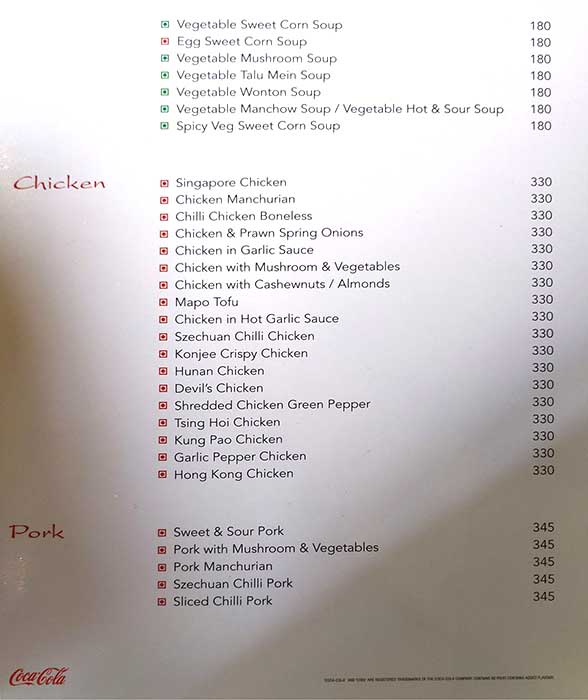 Vegetable Sweet Corn Soup 180
Egg Sweet Corn Soup 180
Vegetable Mushroom Soup 180
Vegetable Talu Mein Soup 180
Vegetable Wonton Soup 180
Vegetable Manchow Soup / Vegetable Hot & Sour Soup 180
Spicy Veg Sweet Corn Soup 180
Chicken
Singapore Chicken 330
Chicken Manchurian 330
Chilli Chicken Boneless 330
Chicken & Prawn Spring Onions 330
Chicken in Garlic Sauce 330
Chicken with Mushroom & Vegetables 330
Chicken with Cashewnuts / Almonds 330
Mapo Tofu 330
Chicken in Hot Garlic Sauce 330
Szechuan Chilli Chicken 330
Konjee Crispy Chicken 330
Hunan Chicken 330
Devil's Chicken 330
Shredded Chicken Green Pepper 330
Tsing Hoi Chicken 330
Kung Pao Chicken 330
Garlic Pepper Chicken 330
Hong Kong Chicken 330
Pork
Sweet & Sour Pork 345
Pork with Mushroom & Vegetables 345
Pork Manchurian 345
Szechuan Chilli Pork 345
Sliced Chilli Pork 345
Coca-Cola